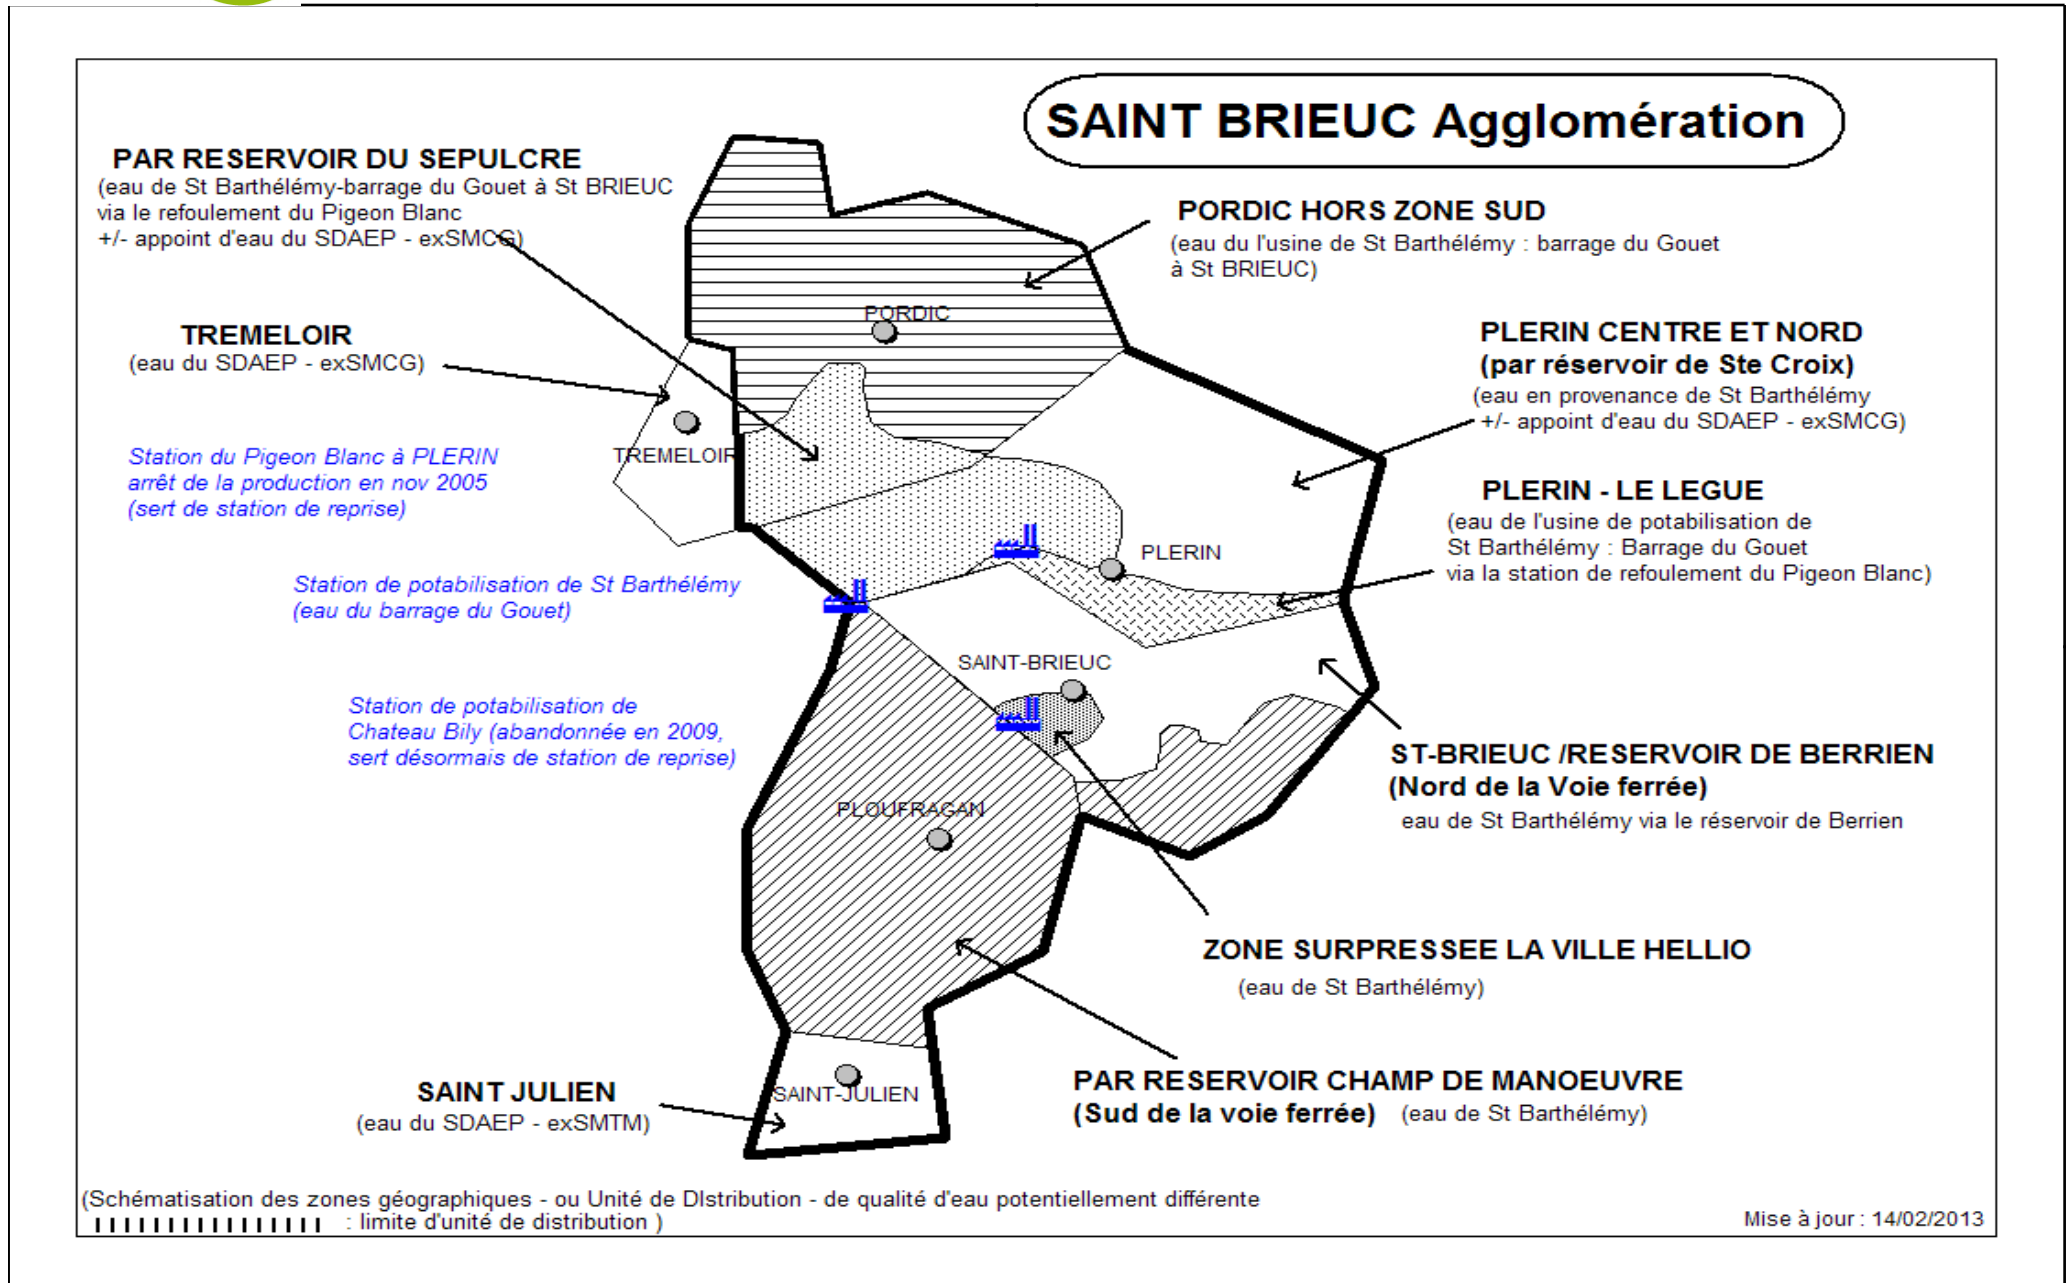 SAINT BRIEUC Agglomération
PAR RESERVOIR DU SEPULCRE
(eau de St Barthélémy-barrage du Gouet à St BRIEUC
via le refoulement du Pigeon Blanc
+/- appoint d'eau du SDAEP - exSMCG)
PORDIC HORS ZONE SUD
(eau du l'usine de St Barthélémy : barrage du Gouet
à St BRIEUC)
PORDIC
TREMELOIR
(eau du SDAEP - exSMCG)
PLERIN CENTRE ET NORD
(par réservoir de Ste Croix)
(eau en provenance de St Barthélémy
+/- appoint d'eau du SDAEP - exSMCG)
TREMELOIR
Station du Pigeon Blanc à PLERIN
arrêt de la production en nov 2005
(sert de station de reprise)
PLERIN - LE LEGUE
(eau de l'usine de potabilisation de
St Barthélémy : Barrage du Gouet
via la station de refoulement du Pigeon Blanc)
PLERIN
Station de potabilisation de St Barthélémy
(eau du barrage du Gouet)
SAINT-BRIEUC
Station de potabilisation de
Chateau Bily (abandonnée en 2009,
sert désormais de station de reprise)
ST-BRIEUC /RESERVOIR DE BERRIEN
(Nord de la Voie ferrée)
eau de St Barthélémy via le réservoir de Berrien
PLOUFRAGAN
ZONE SURPRESSEE LA VILLE HELLIO
(eau de St Barthélémy)
PAR RESERVOIR CHAMP DE MANOEUVRE
(Sud de la voie ferrée) (eau de St Barthélémy)
SAINT JULIEN
(eau du SDAEP - exSMTM)
SAINT-JULIEN
(Schématisation des zones géographiques - ou Unité de DIstribution - de qualité d'eau potentiellement différente
: limite d'unité de distribution )
Mise à jour : 14/02/2013